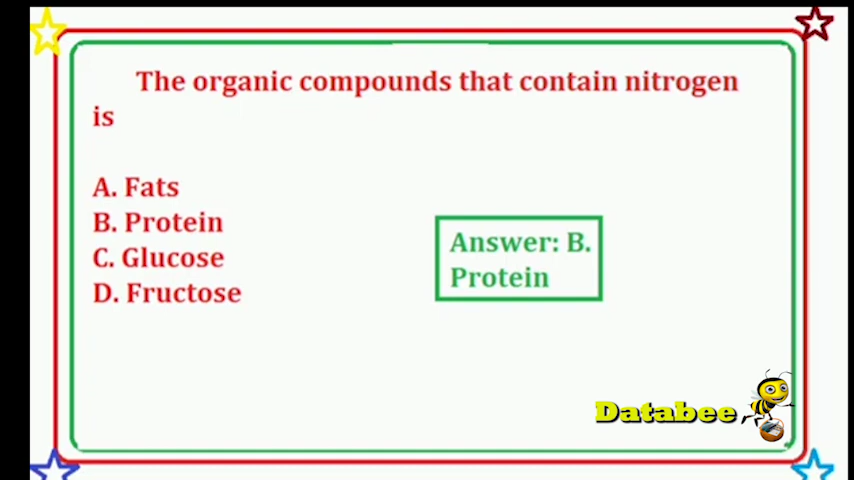 The organic compounds that contain nitrogen
is
A. Fats
B. Protein
C. Glucose
D. Fructose
Answer: B.
Protein
Databee